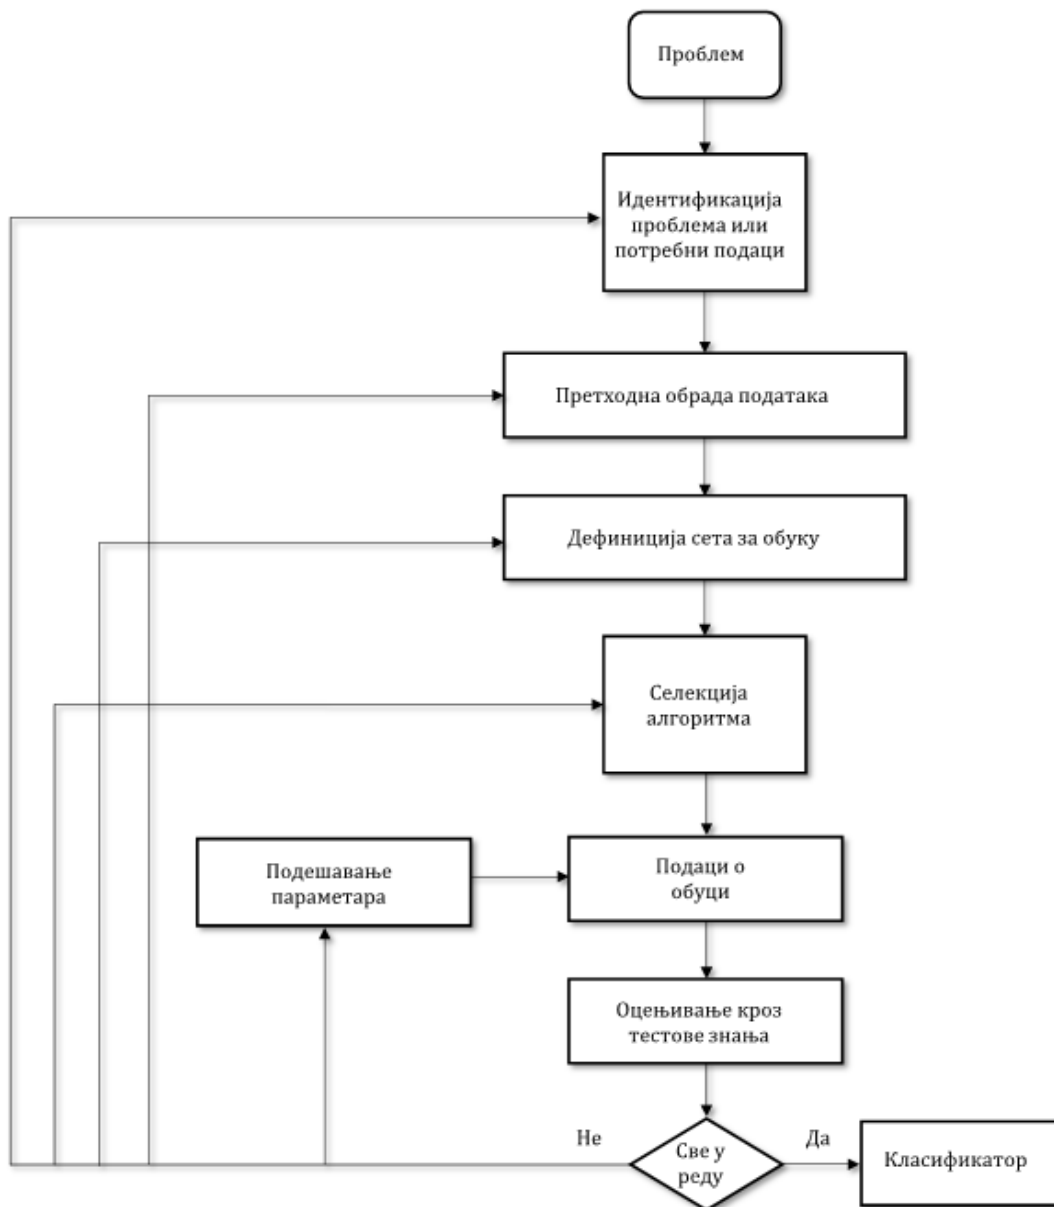 Проблем
Идентификација
проблема или
потребни подаци
Претходна обрада података
Дефиниција сета за обуку
Селекција
алгоритма
Подешавање
параметара
Подаци о
обуци
Оцењивање кроз
тестове знања
Не
Све у
реду
Да
Класификатор